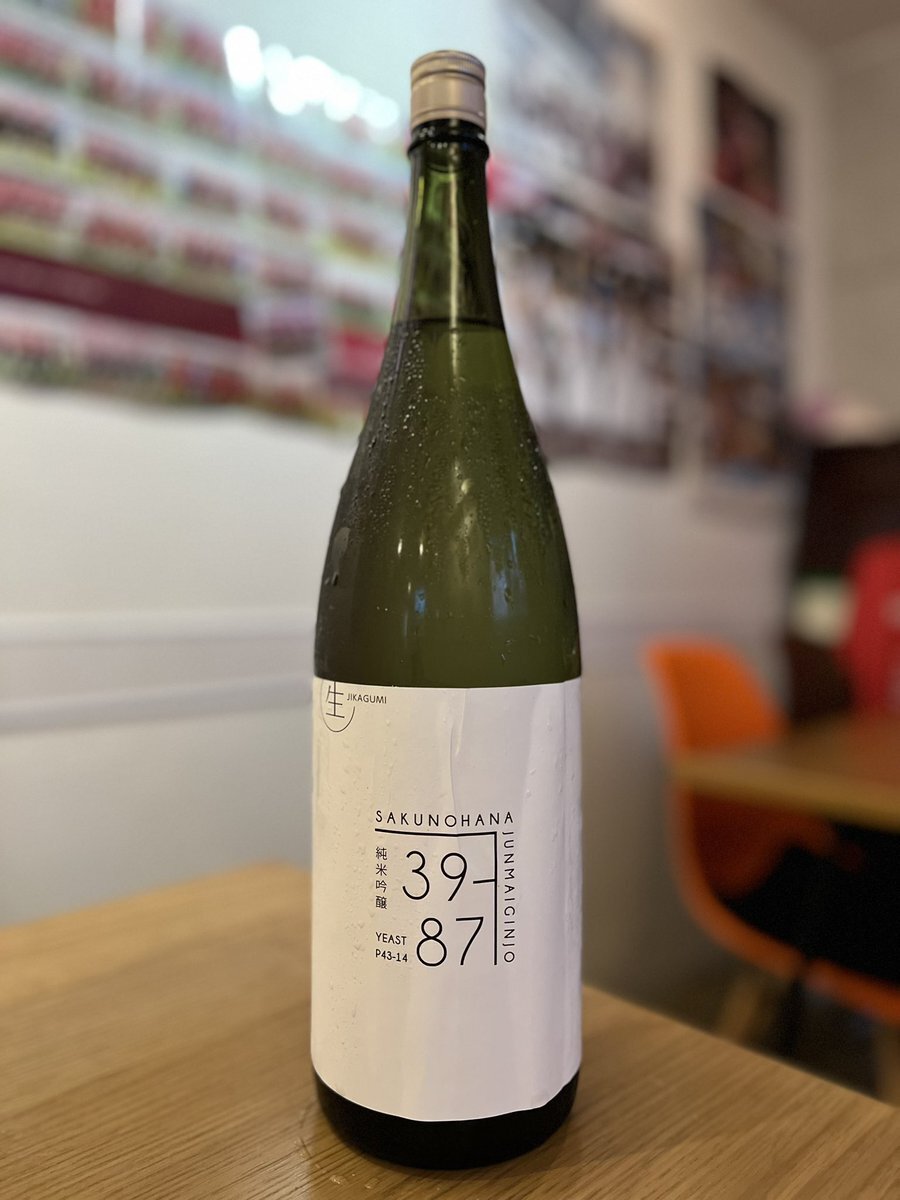 生 JIKAGUMI
SAKUNOHANA
JUNMAIGINJO
純米吟醸
39-
87
YEAST
P43-14